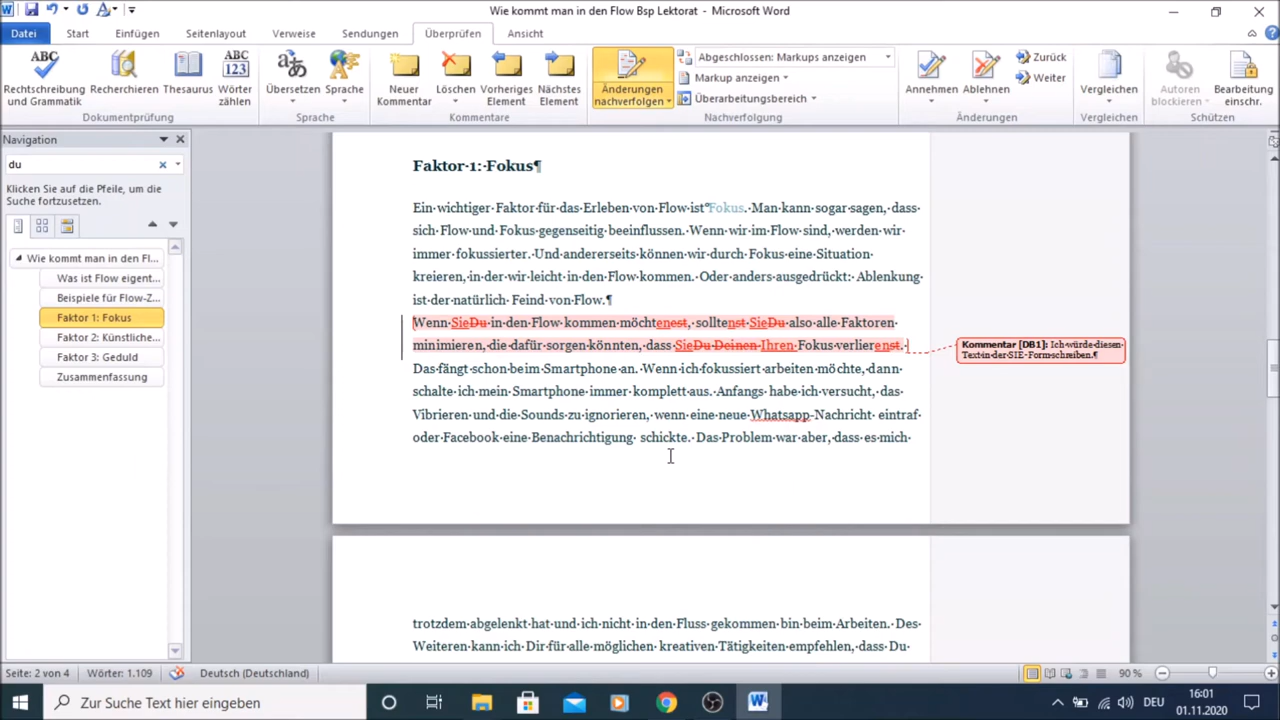 Wie kommt man in den Flow Bsp Lektorat - Microsoft Word
Datei Start Einfügen Seitenlayout Verweise Sendungen Überprüfen Ansicht
Rechtschreibung und Grammatik
Recherchieren
Thesaurus
Wörter zählen
Dokumentprüfung
Übersetzen
Sprache
Sprache
Neuer Kommentar
Löschen
Vorheriges Element
Nächstes Element
Kommentare
Änderungen nachverfolgen
Abgeschlossen: Markups anzeigen
Markup anzeigen
Überarbeitungsbereich
Nachverfolgung
Annehmen
Ablehnen
Zurück
Weiter
Änderungen
Vergleichen
Vergleichen
Autoren blockieren
Bearbeitung einschr.
Schützen
Navigation
du
Klicken Sie auf die Pfeile, um die
Suche fortzusetzen.
Wie kommt man in den Fl...
Was ist Flow eigent...
Beispiele für Flow-Z...
Faktor 1: Fokus
Faktor 2: Künstliche...
Faktor 3: Geduld
Zusammenfassung
Faktor·1:·Fokus¶
Ein·wichtiger·Faktor·für·das·Erleben·von·Flow·ist°Fokus.·Man·kann·sogar·sagen,·dass·
sich·Flow·und·Fokus·gegenseitig·beeinflussen.·Wenn·wir·im·Flow·sind,·werden·wir·
immer·fokussierter.·Und·andererseits·können·wir·durch·Fokus·eine·Situation·
kreieren,·in·der·wir·leicht·in·den·Flow·kommen.·Oder·anders·ausgedrückt:·Ablenkung·
ist·der·natürlich·Feind·von·Flow.¶
Wenn·SieDu·in·den·Flow·kommen·möchtenest,·solltenst·SieDu·also·alle·Faktoren·
minimieren,·die·dafür·sorgen·könnten,·dass·SieDu·Deinen·Ihren·Fokus·verlierenst.·
Das·fängt·schon·beim·Smartphone·an.·Wenn·ich·fokussiert·arbeiten·möchte,·dann·
schalte·ich·mein·Smartphone·immer·komplett·aus.·Anfangs·habe·ich·versucht,·das·
Vibrieren·und·die·Sounds·zu·ignorieren,·wenn·eine·neue·Whatsapp-Nachricht·eintraf·
oder·Facebook·eine·Benachrichtigung·schickte.·Das·Problem·war·aber,·dass·es·mich·
Kommentar [DB1]: Ich·würde·diesen·
Text·in·der·SIE·Form·schreiben.¶
trotzdem·abgelenkt·hat·und·ich·nicht·in·den·Fluss·gekommen·bin·beim·Arbeiten.·Des·
Weiteren·kann·ich·Dir·für·alle·möglichen·kreativen·Tätigkeiten·empfehlen,·dass·Du·
Seite: 2 von 4 Wörter: 1.109 Deutsch (Deutschland) 90 %
Zur Suche Text hier eingeben
DEU
16:01
01.11.2020